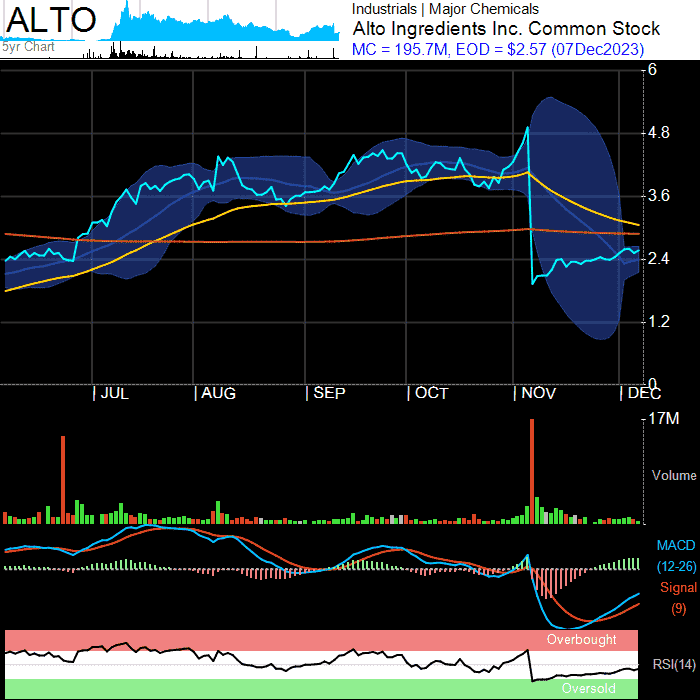 ALTO
5yr Chart
Industrials | Major Chemicals
Alto Ingredients Inc. Common Stock
MC = 195.7M, EOD = $2.57 (07Dec2023)
6
4.8
3.6
2.4
1.2
0
| JUL | AUG | SEP | OCT | NOV | DEC
17M
Volume
MACD
(12-26)
Signal
(9)
Overbought
RSI(14)
Oversold